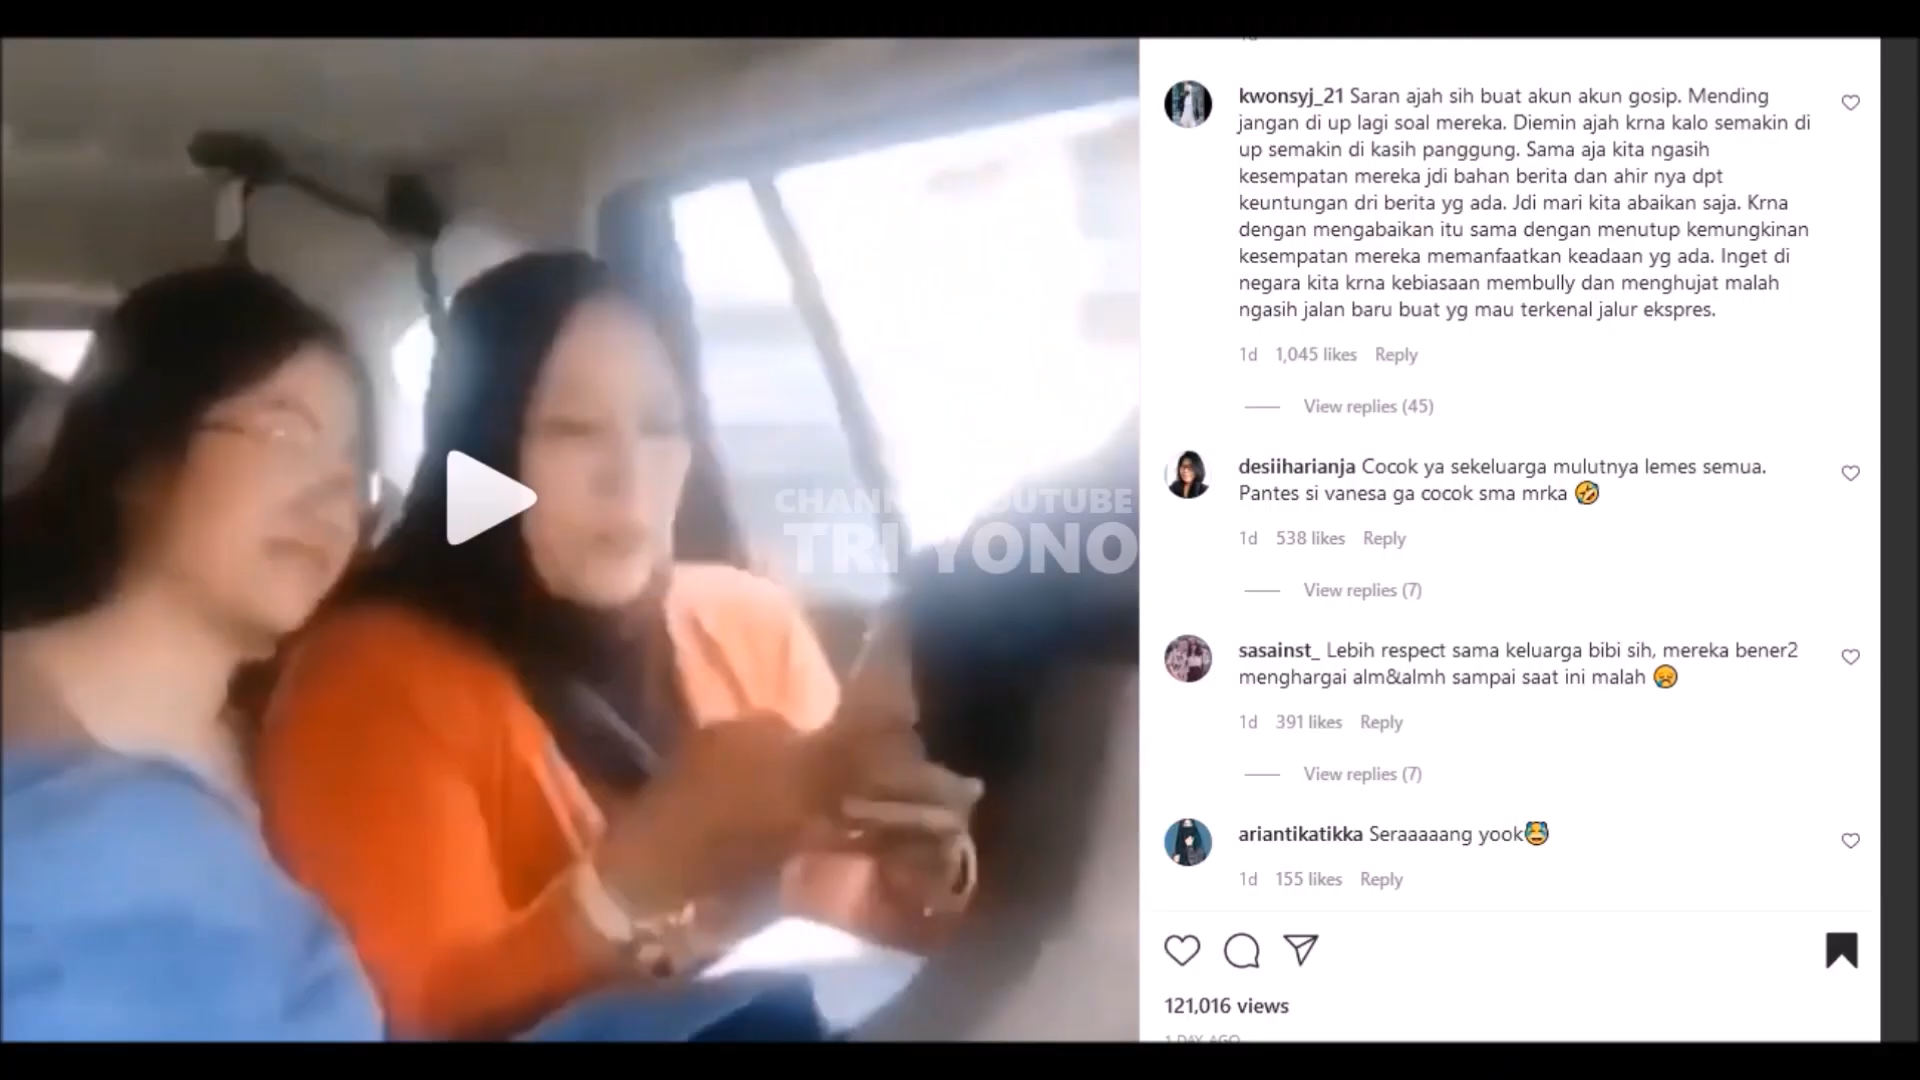 CHANNEL YOUTUBE
TRI YONO
kwonsyj_21 Saran ajah sih buat akun akun gosip. Mending
jangan di up lagi soal mereka. Diemin ajah krna kalo semakin di
up semakin di kasih panggung. Sama aja kita ngasih
kesempatan mereka jdi bahan berita dan ahir nya dpt
keuntungan dri berita yg ada. Jdi mari kita abaikan saja. Krna
dengan mengabaikan itu sama dengan menutup kemungkinan
kesempatan mereka memanfaatkan keadaan yg ada. Inget di
negara kita krna kebiasaan membully dan menghujat malah
ngasih jalan baru buat yg mau terkenal jalur ekspres.
1d 1,045 likes Reply
View replies (45)
desiiharianja Cocok ya sekeluarga mulutnya lemes semua.
Pantes si vanesa ga cocok sma mrka 🤣
1d 538 likes Reply
View replies (7)
sasainst_ Lebih respect sama keluarga bibi sih, mereka bener2
menghargai alm&almh sampai saat ini malah 😢
1d 391 likes Reply
View replies (7)
ariantikatikka Seraaaaang yook😂
1d 155 likes Reply
121,016 views
1 DAY AGO